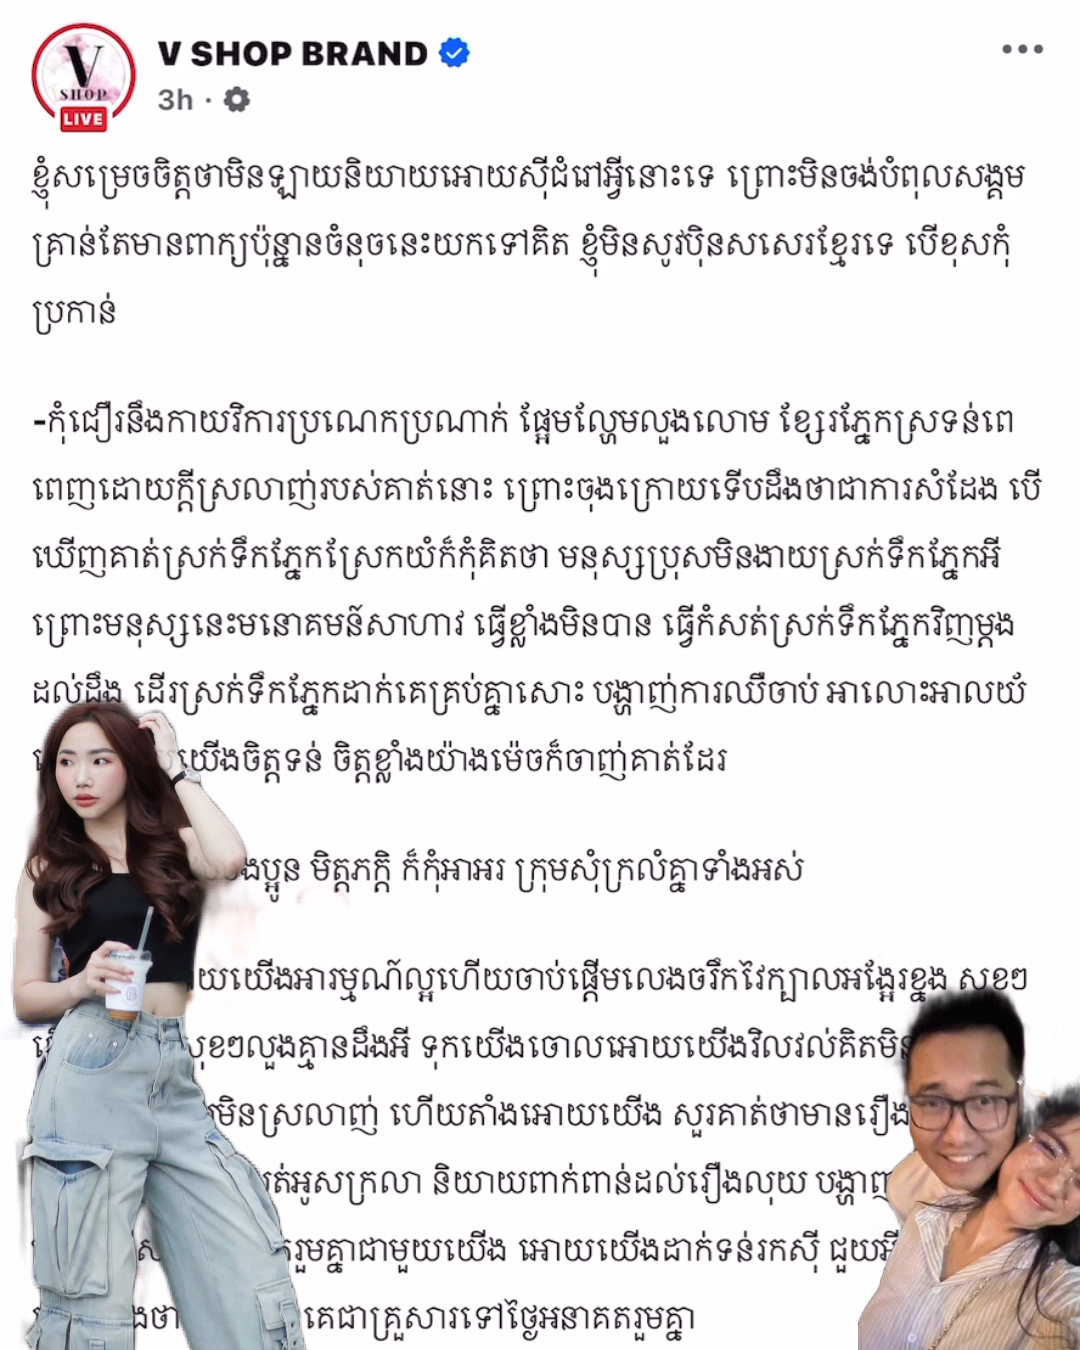 V SHOP BRAND
V
SHOP
LIVE
3h ·
ខ្ញុំសម្រេចចិត្តថាមិនឡាយនិយាយអោយស៊ីជំរៅអ្វីនោះទេ ព្រោះមិនចង់បំពុលសង្គម
គ្រាន់តែមានពាក្យប៉ុន្នានចំនុចនេះយកទៅគិត ខ្ញុំមិនសូវប៉ិនសសេរខ្មែរទេ បើខុសកុំ
ប្រកាន់
-កុំជឿរនឹងកាយវិការប្រណេកប្រណាក់ ផ្អែមល្ហែមលួងលោម ខ្សែរភ្នែកស្រទន់ពេ
ពេញដោយក្តីស្រលាញ់របស់គាត់នោះ ព្រោះចុងក្រោយទើបដឹងថាជាការសំដែង បើ
ឃើញគាត់ស្រក់ទឹកភ្នែកស្រែកយំក៏កុំគិតថា មនុស្សប្រុសមិនងាយស្រក់ទឹកភ្នែកអី
ព្រោះមនុស្សនេះមនោគមន៍សាហាវ ធ្វើខ្លាំងមិនបាន ធ្វើកំសត់ស្រក់ទឹកភ្នែកវិញម្តង
ដល់ដឹង ដើរស្រក់ទឹកភ្នែកដាក់គេគ្រប់គ្នាសោះ បង្ហាញ់ការឈឺចាប់ អាលោះអាលយ័
យើងចិត្តទន់ ចិត្តខ្លាំងយ៉ាងម៉េចក៏ចាញ់គាត់ដែរ
ងប្អូន មិត្តភក្តិ ក៏កុំអាអរ ក្រុមសុំក្រលំគ្នាទាំងអស់
យយើងអារម្មណ៍ល្អហើយចាប់ផ្តើមលេងចរឹកវៃក្បាលអង្អែរខ្នង សុខៗ
សុខៗលួងគ្មានដឹងអី ទុកយើងចោលអោយយើងវិលវល់គិតមិន
មិនស្រលាញ់ ហើយតាំងអោយយើង សួរគាត់ថាមានរឿង
ត់អូសក្រលា និយាយពាក់ពាន់ដល់រឿងលុយ បង្ហាញ
រួមគ្នាជាមួយយើង អោយយើងដាក់ទន់រកស៊ី ជួយអី
ងថា គេជាគ្រួសារទៅថ្ងៃអនាគតរួមគ្នា